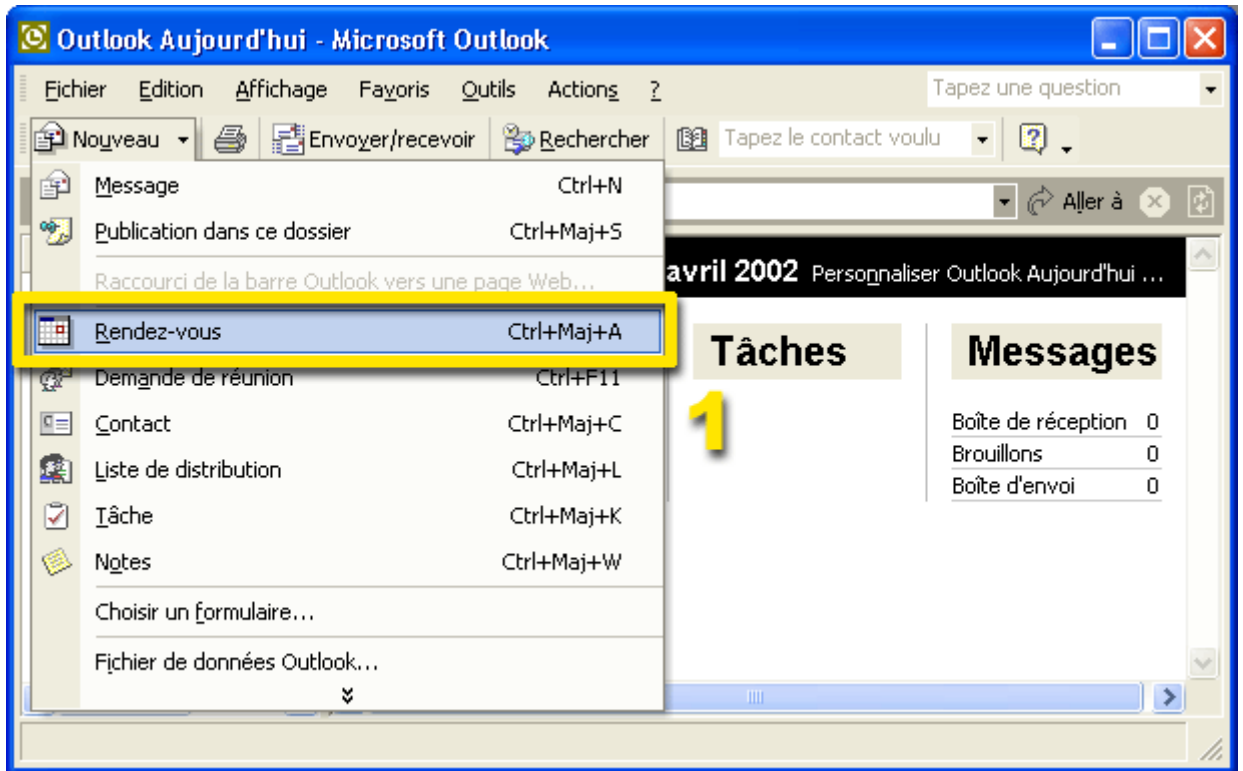 Outlook Aujourd'hui - Microsoft Outlook
Fichier Edition Affichage Favoris Outils Actions ? Tapez une question
Nouveau Envoyer/recevoir Rechercher Tapez le contact voulu
Message Ctrl+N
Aller à
Publication dans ce dossier Ctrl+Maj+S
Raccourci de la barre Outlook vers une page Web...
avril 2002 Personnaliser Outlook Aujourd'hui ...
Rendez-vous Ctrl+Maj+A
Tâches Messages
Demande de réunion Ctrl+F11
1
Contact Ctrl+Maj+C
Boîte de réception 0
Brouillons 0
Liste de distribution Ctrl+Maj+L
Boîte d'envoi 0
Tâche Ctrl+Maj+K
Notes Ctrl+Maj+W
Choisir un formulaire...
Fichier de données Outlook...